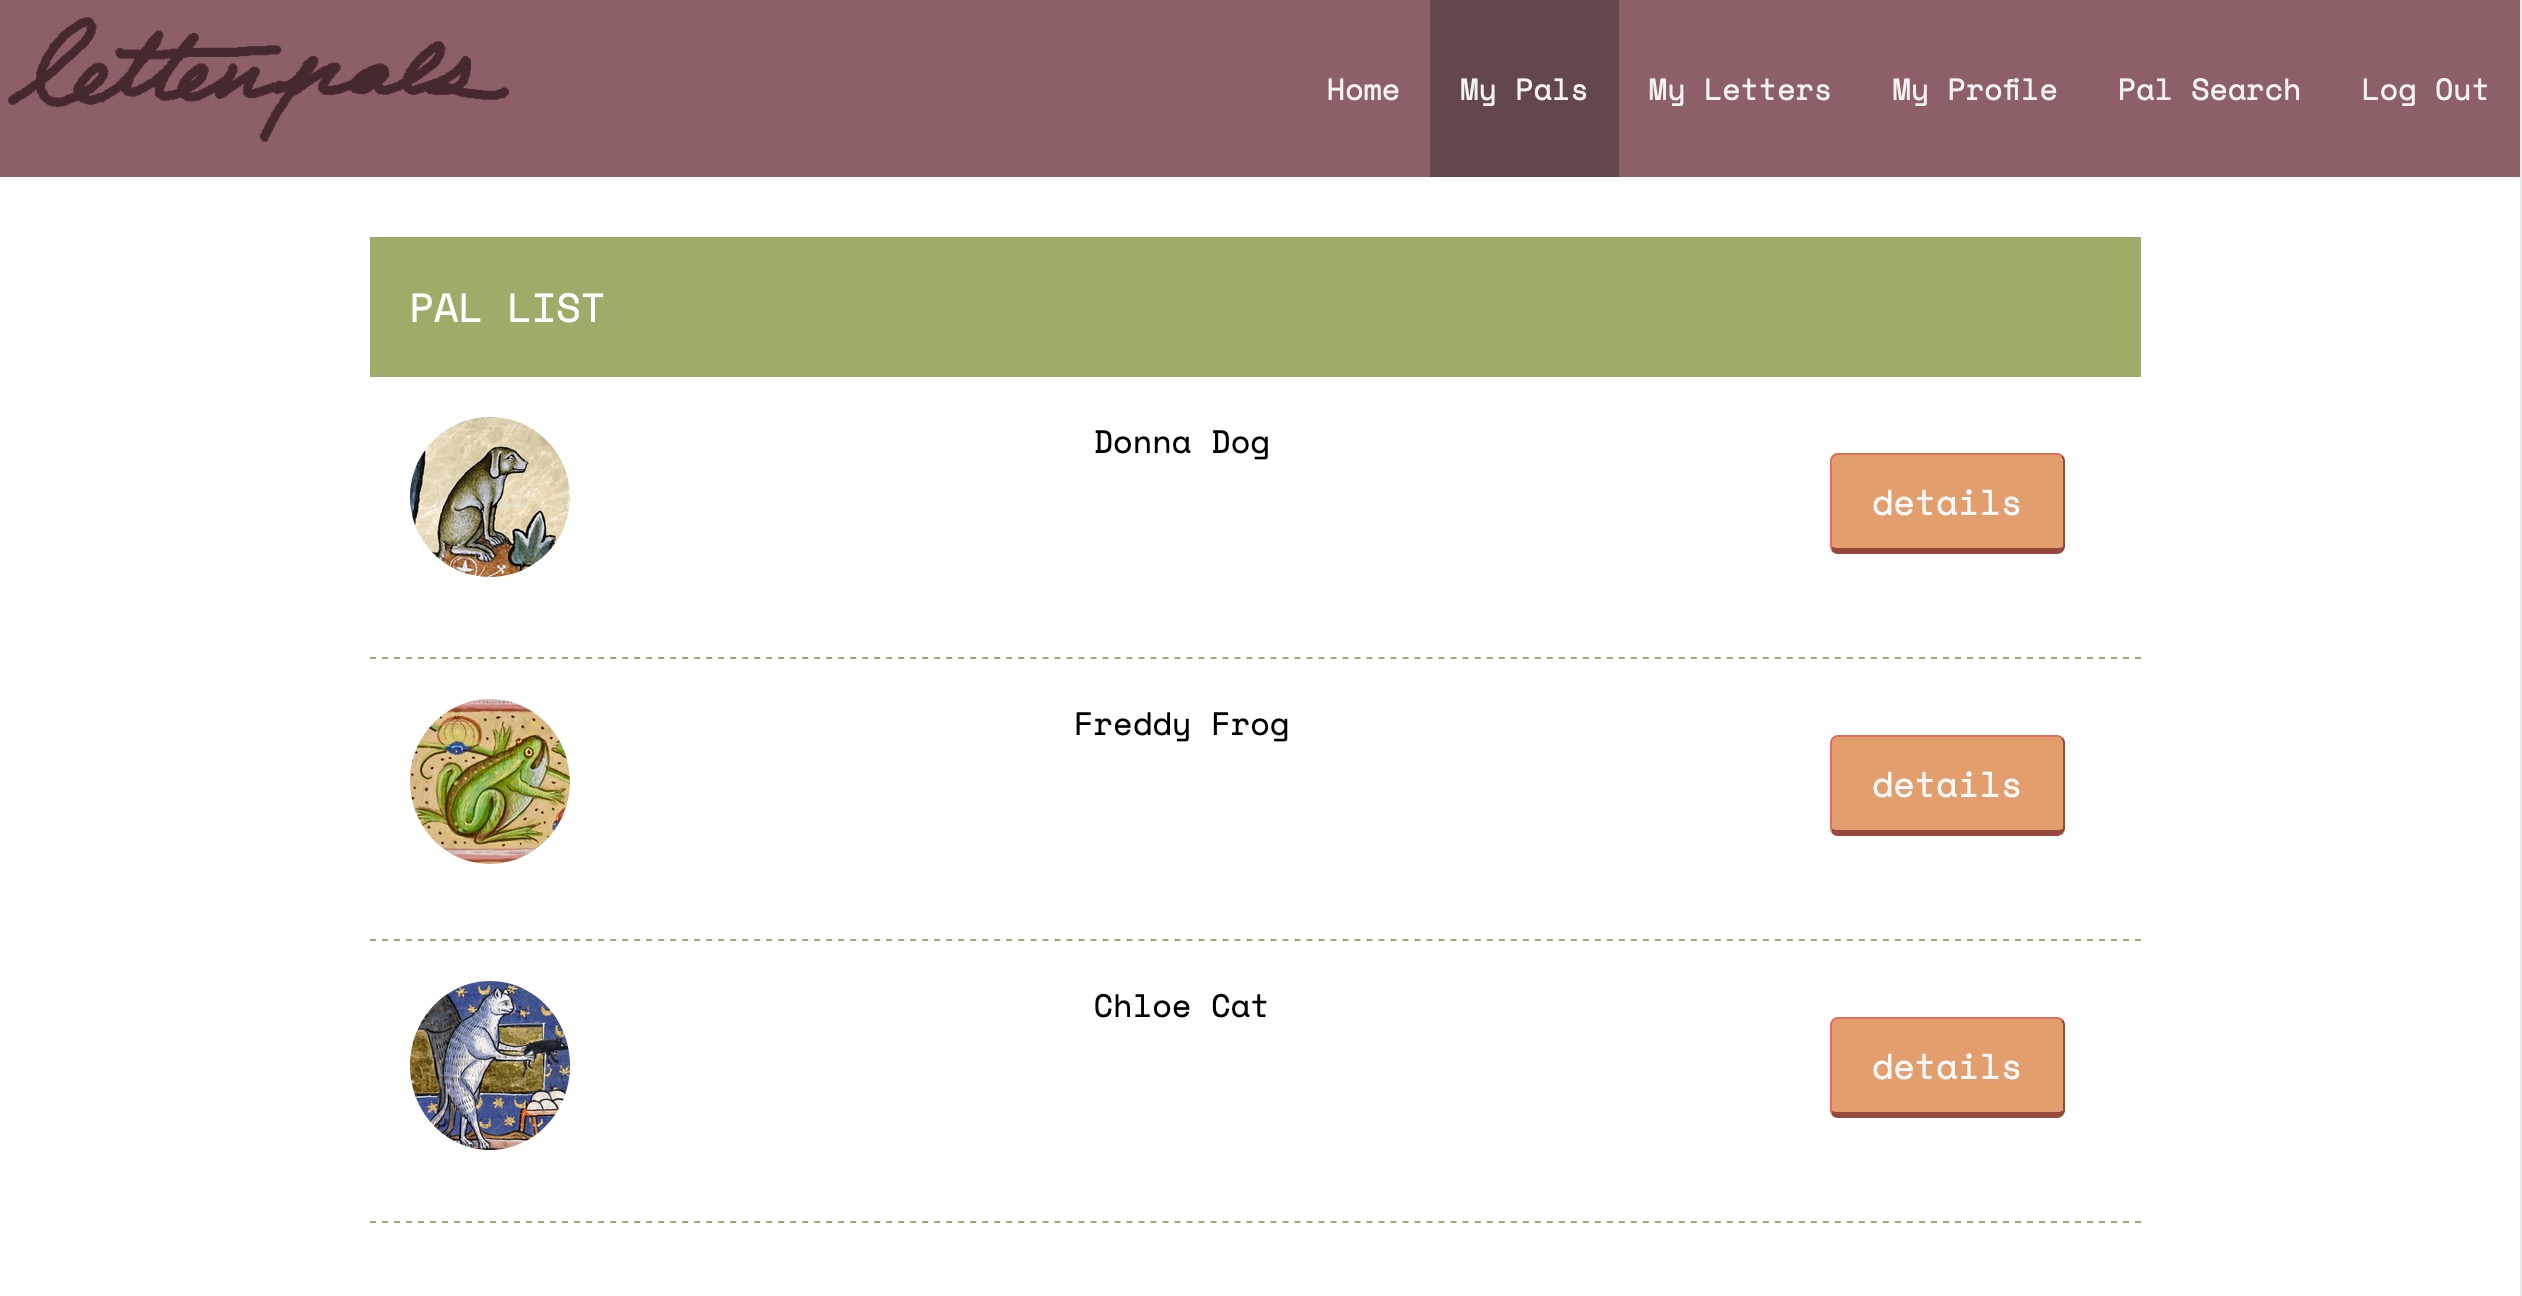 letterpals
Home My Pals My Letters My Profile Pal Search Log Out
PAL LIST
Donna Dog
details
Freddy Frog
details
Chloe Cat
details